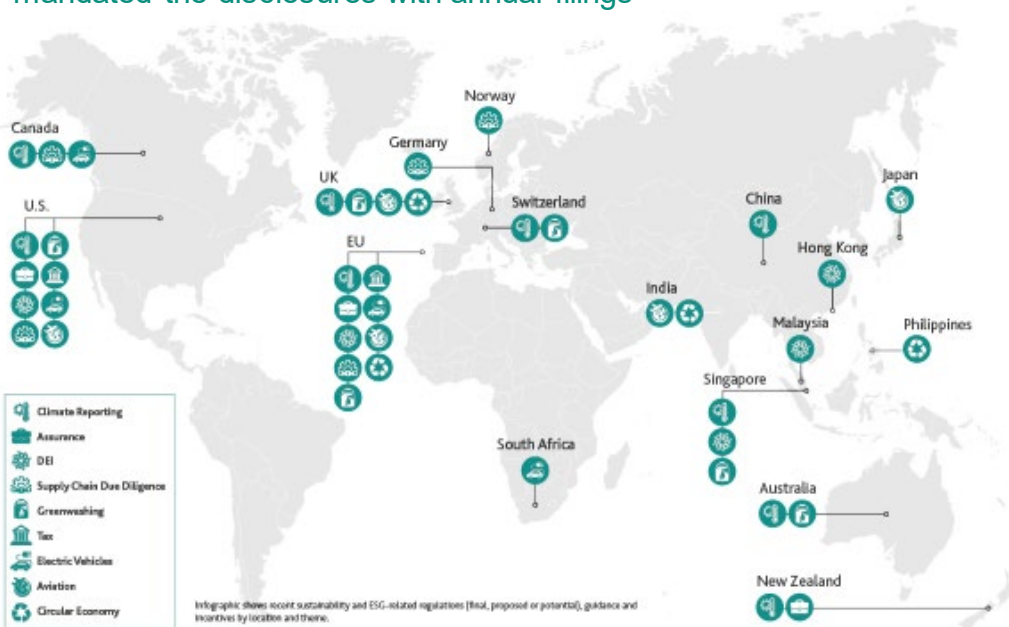 mandated the disclosures with annual filings
Norway
Canada
Germany
UK
Japan
U.S.
Switzerland
China
EU
Hong Kong
India
Malaysia
Philippines
Singapore
Climate Reporting
Assurance
DEI
Supply Chain Due Diligence
Greenwashing
Tax
Electric Vehicles
Aviation
Circular Economy
South Africa
Australia
New Zealand
Infographic shows recent sustainability and ESG-related regulations (final, proposed or potential), guidance and
incentives by location and theme.